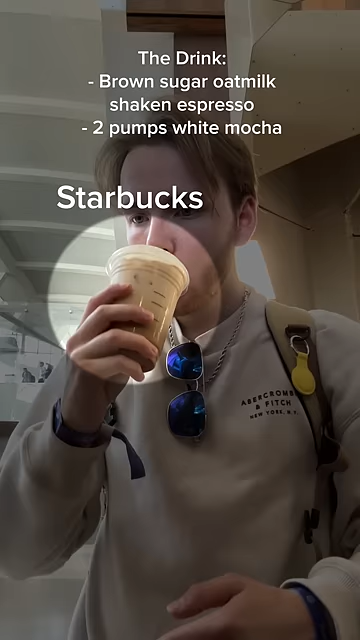 The Drink:
- Brown sugar oatmilk
shaken espresso
- 2 pumps white mocha
Starbucks
ABERCROMBIE
& FITCH
NEW YORK, N.Y.